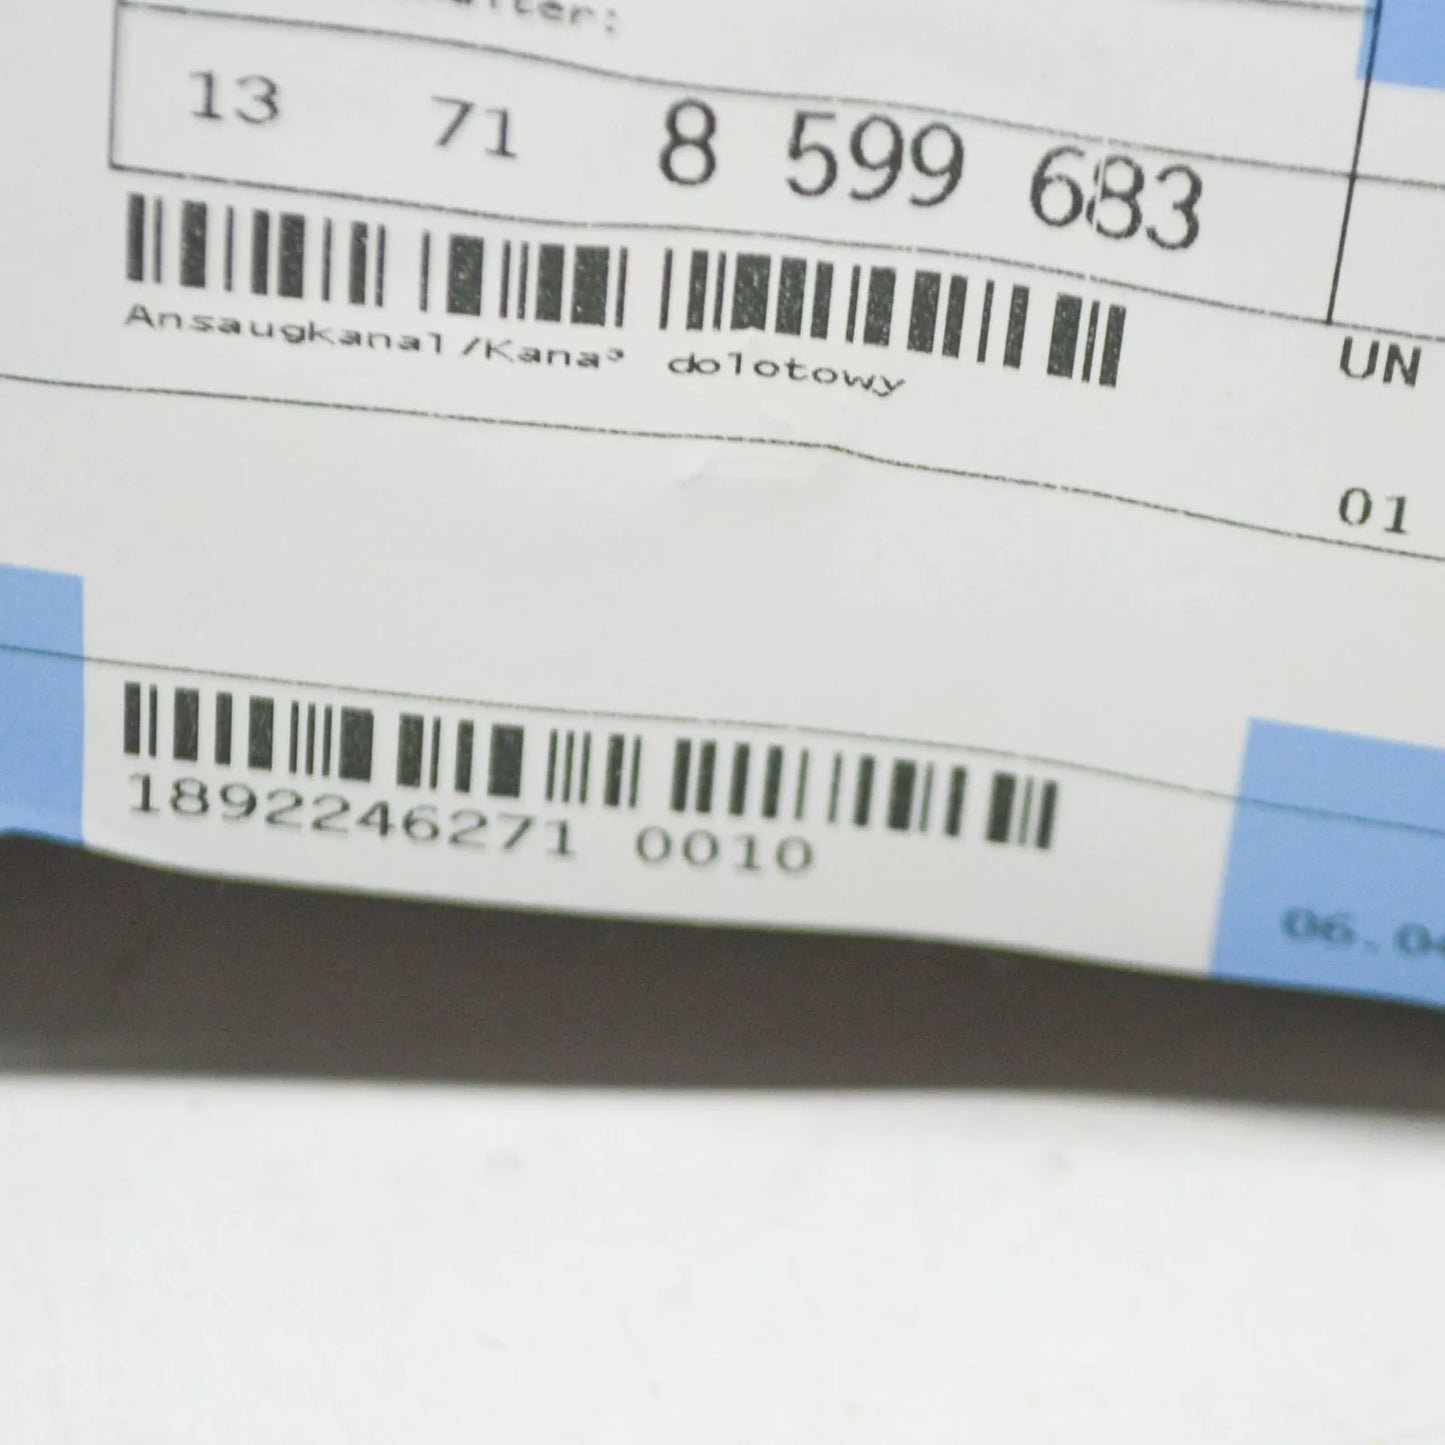 13 71 8 599 683
Ansaugkanal/Kana³ dolotowy
UN
01
1892246271 0010